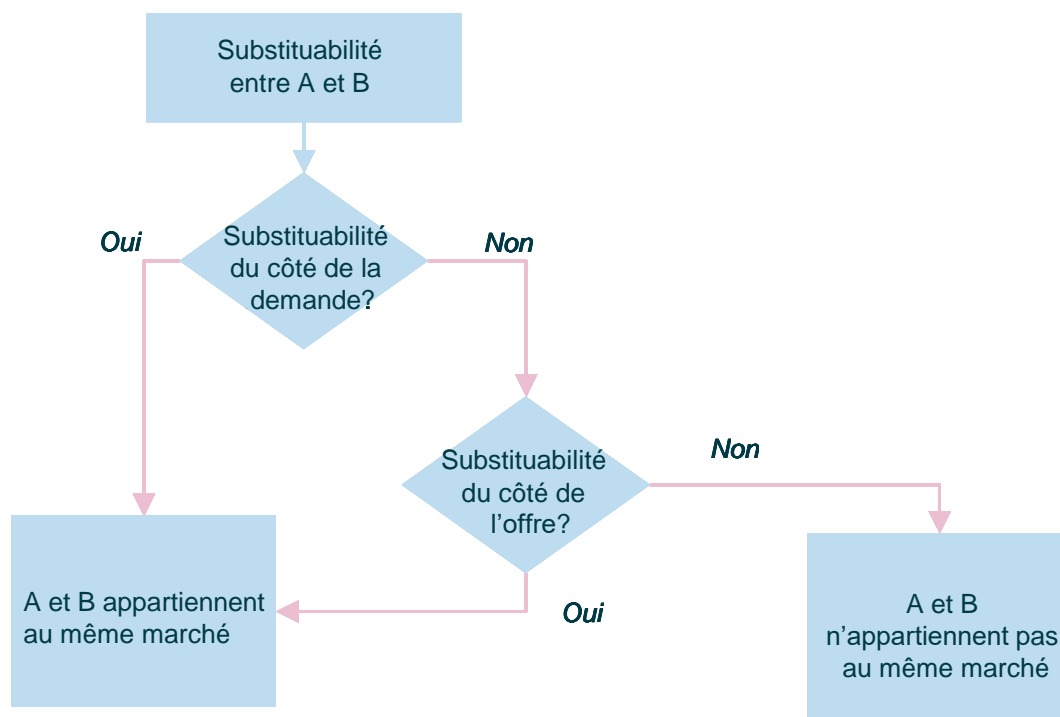 Substituabilité
entre A et B
Oui
Substituabilité
du côté de la
demande?
Non
Substituabilité
du côté de
l’offre?
Non
A et B appartiennent
au même marché
Oui
A et B
n’appartiennent pas
au même marché